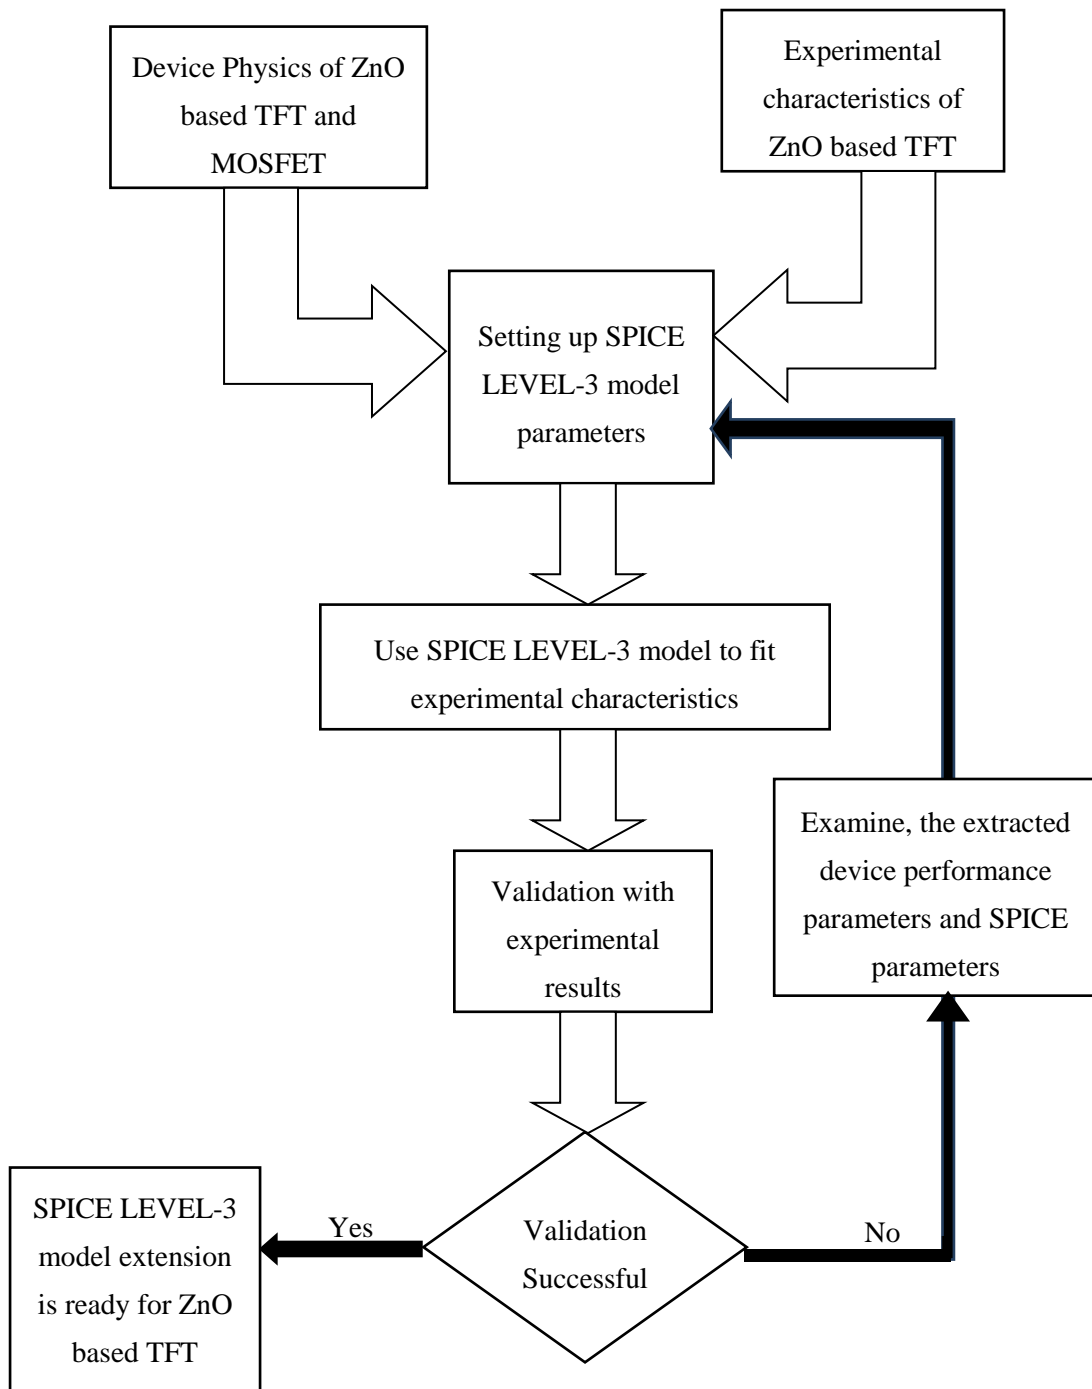 Device Physics of ZnO
based TFT and
MOSFET
Experimental
characteristics of
ZnO based TFT
Setting up SPICE
LEVEL-3 model
parameters
Use SPICE LEVEL-3 model to fit
experimental characteristics
Validation with
experimental
results
Examine, the extracted
device performance
parameters and SPICE
parameters
Validation
Successful
Yes
No
SPICE LEVEL-3
model extension
is ready for ZnO
based TFT